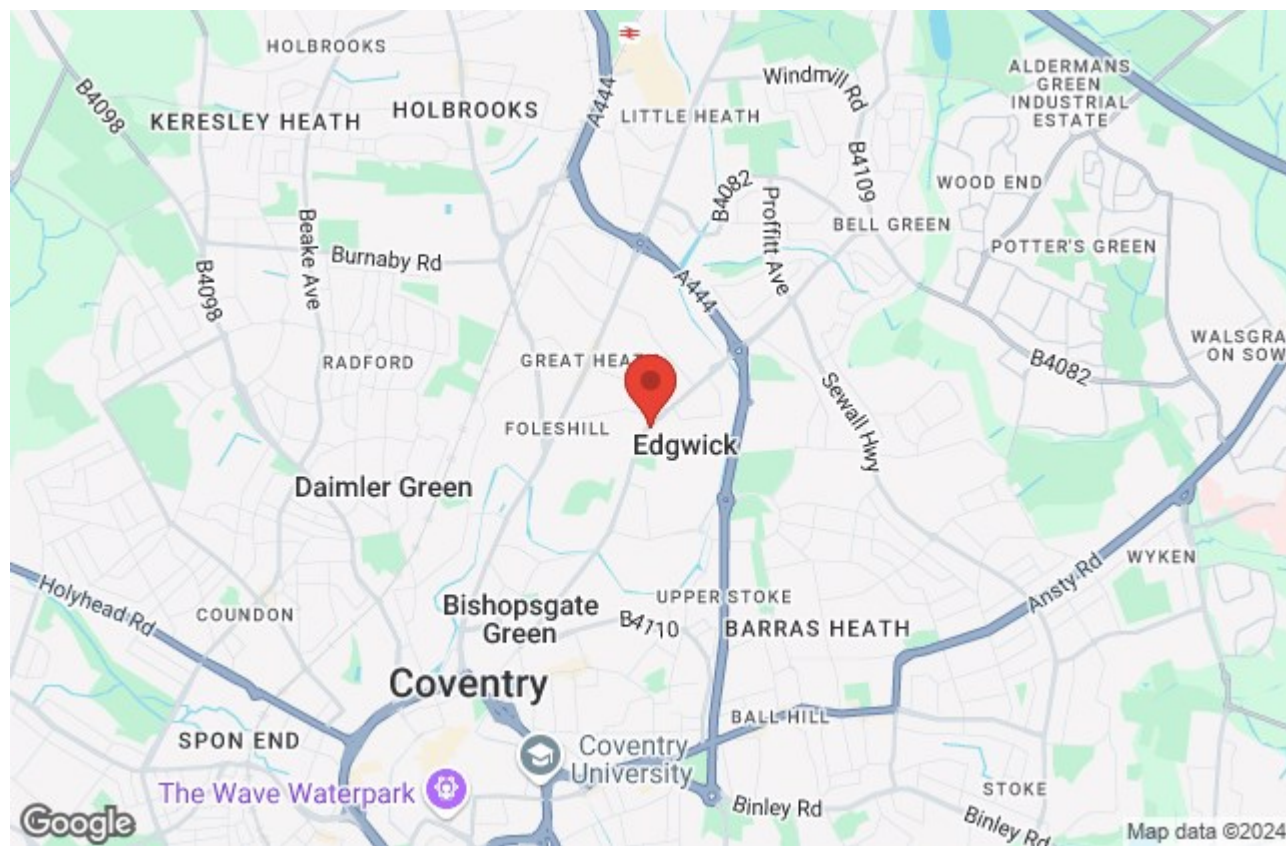 HOLBROOKS
B4098
A444
Windmill Rd
ALDERMANS
GREEN
INDUSTRIAL
ESTATE
KERESLEY HEATH
HOLBROOKS
LITTLE HEATH
B4109
B4082
WOOD END
Proffitt Ave
BELL GREEN
Beake Ave
Burnaby Rd
POTTER'S GREEN
B4098
A444
WALSGRA
ON SOW
RADFORD
GREAT HEATH
B4082
Sewall Hwy
FOLESHILL
Edgwick
Daimler Green
Holyhead Rd
COUNDON
Bishopsgate
Green
UPPER STOKE
B4110
BARRAS HEATH
Ansty Rd
WYKEN
Coventry
BALL HILL
SPON END
Coventry
University
The Wave Waterpark
STOKE
Binley Rd
Binley Rd
Google
Map data ©2024